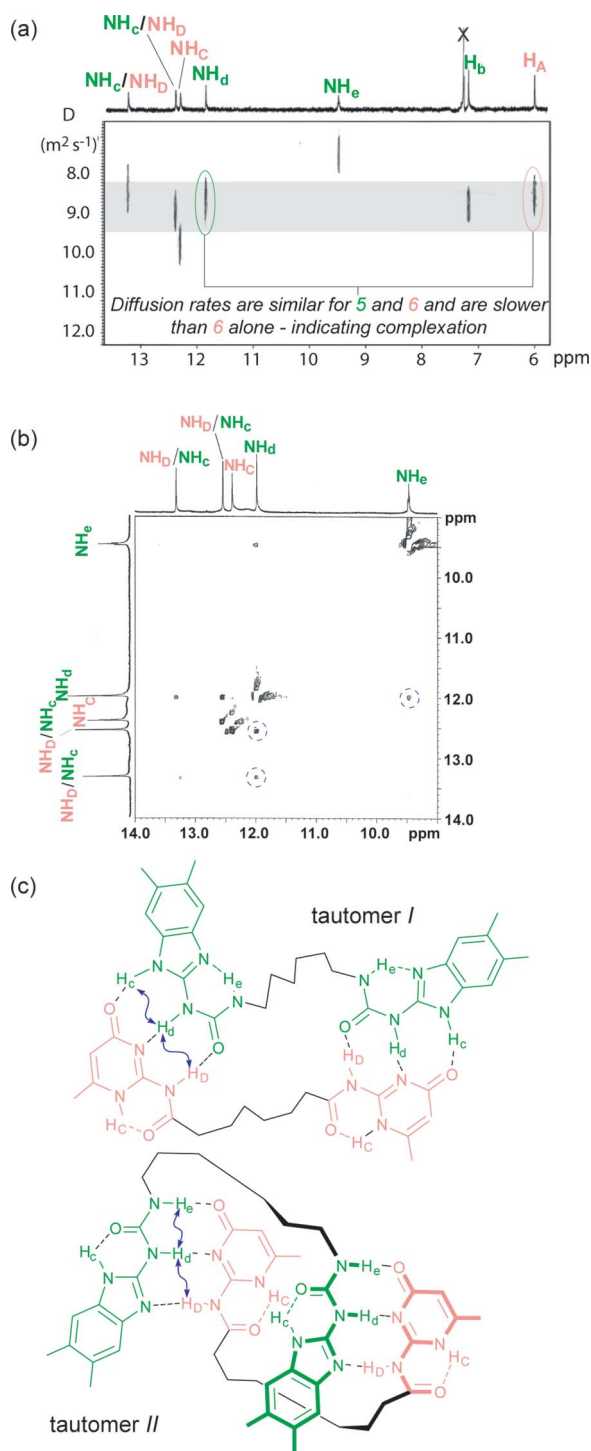 (a)
NHc/NHD
NHC
NHc/NHD
NHd
NHe
X
Hb
HA
D
(m² s⁻¹)
8.0
9.0
10.0
11.0
12.0
Diffusion rates are similar for 5 and 6 and are slower
than 6 alone - indicating complexation
13 12 11 10 9 8 7 6 ppm
(b)
NHD/NHc
NHD/NHc
NHC
NHd
NHe
ppm
10.0
11.0
12.0
13.0
14.0
NHe
NHd
NHC
NHD/NHc
NHD/NHc
14.0 13.0 12.0 11.0 10.0 ppm
(c)
tautomer I
Hc N N He
N N
Hd O
O N HD
N N
HC O
He N
N N
O N N
HD Hd Hc
N N O
O HC N
tautomer II
N He O
O N Hd N
Hc N N N
N HD N HC
O
N He O
O N Hd N
Hc N N N
N HD N HC
O